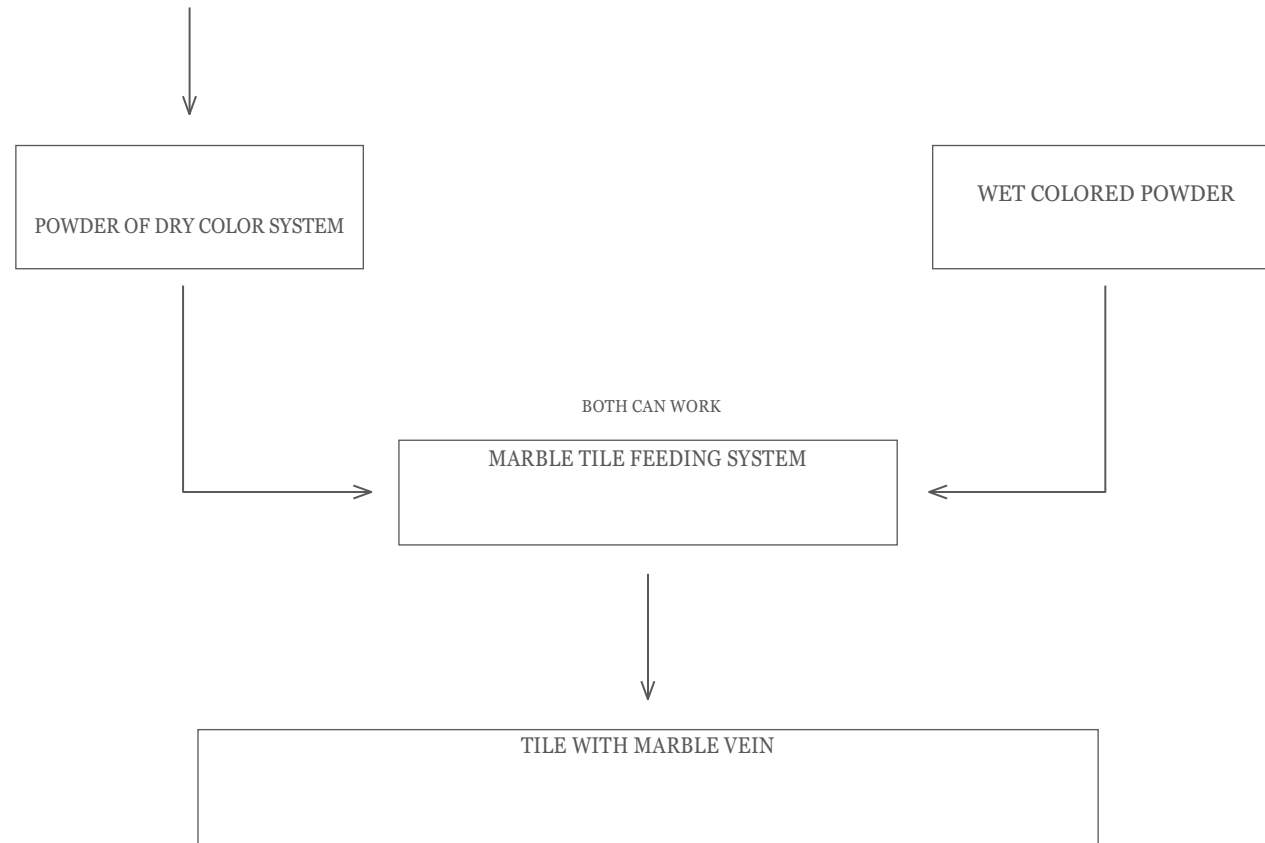 POWDER OF DRY COLOR SYSTEM
WET COLORED POWDER
BOTH CAN WORK
MARBLE TILE FEEDING SYSTEM
TILE WITH MARBLE VEIN